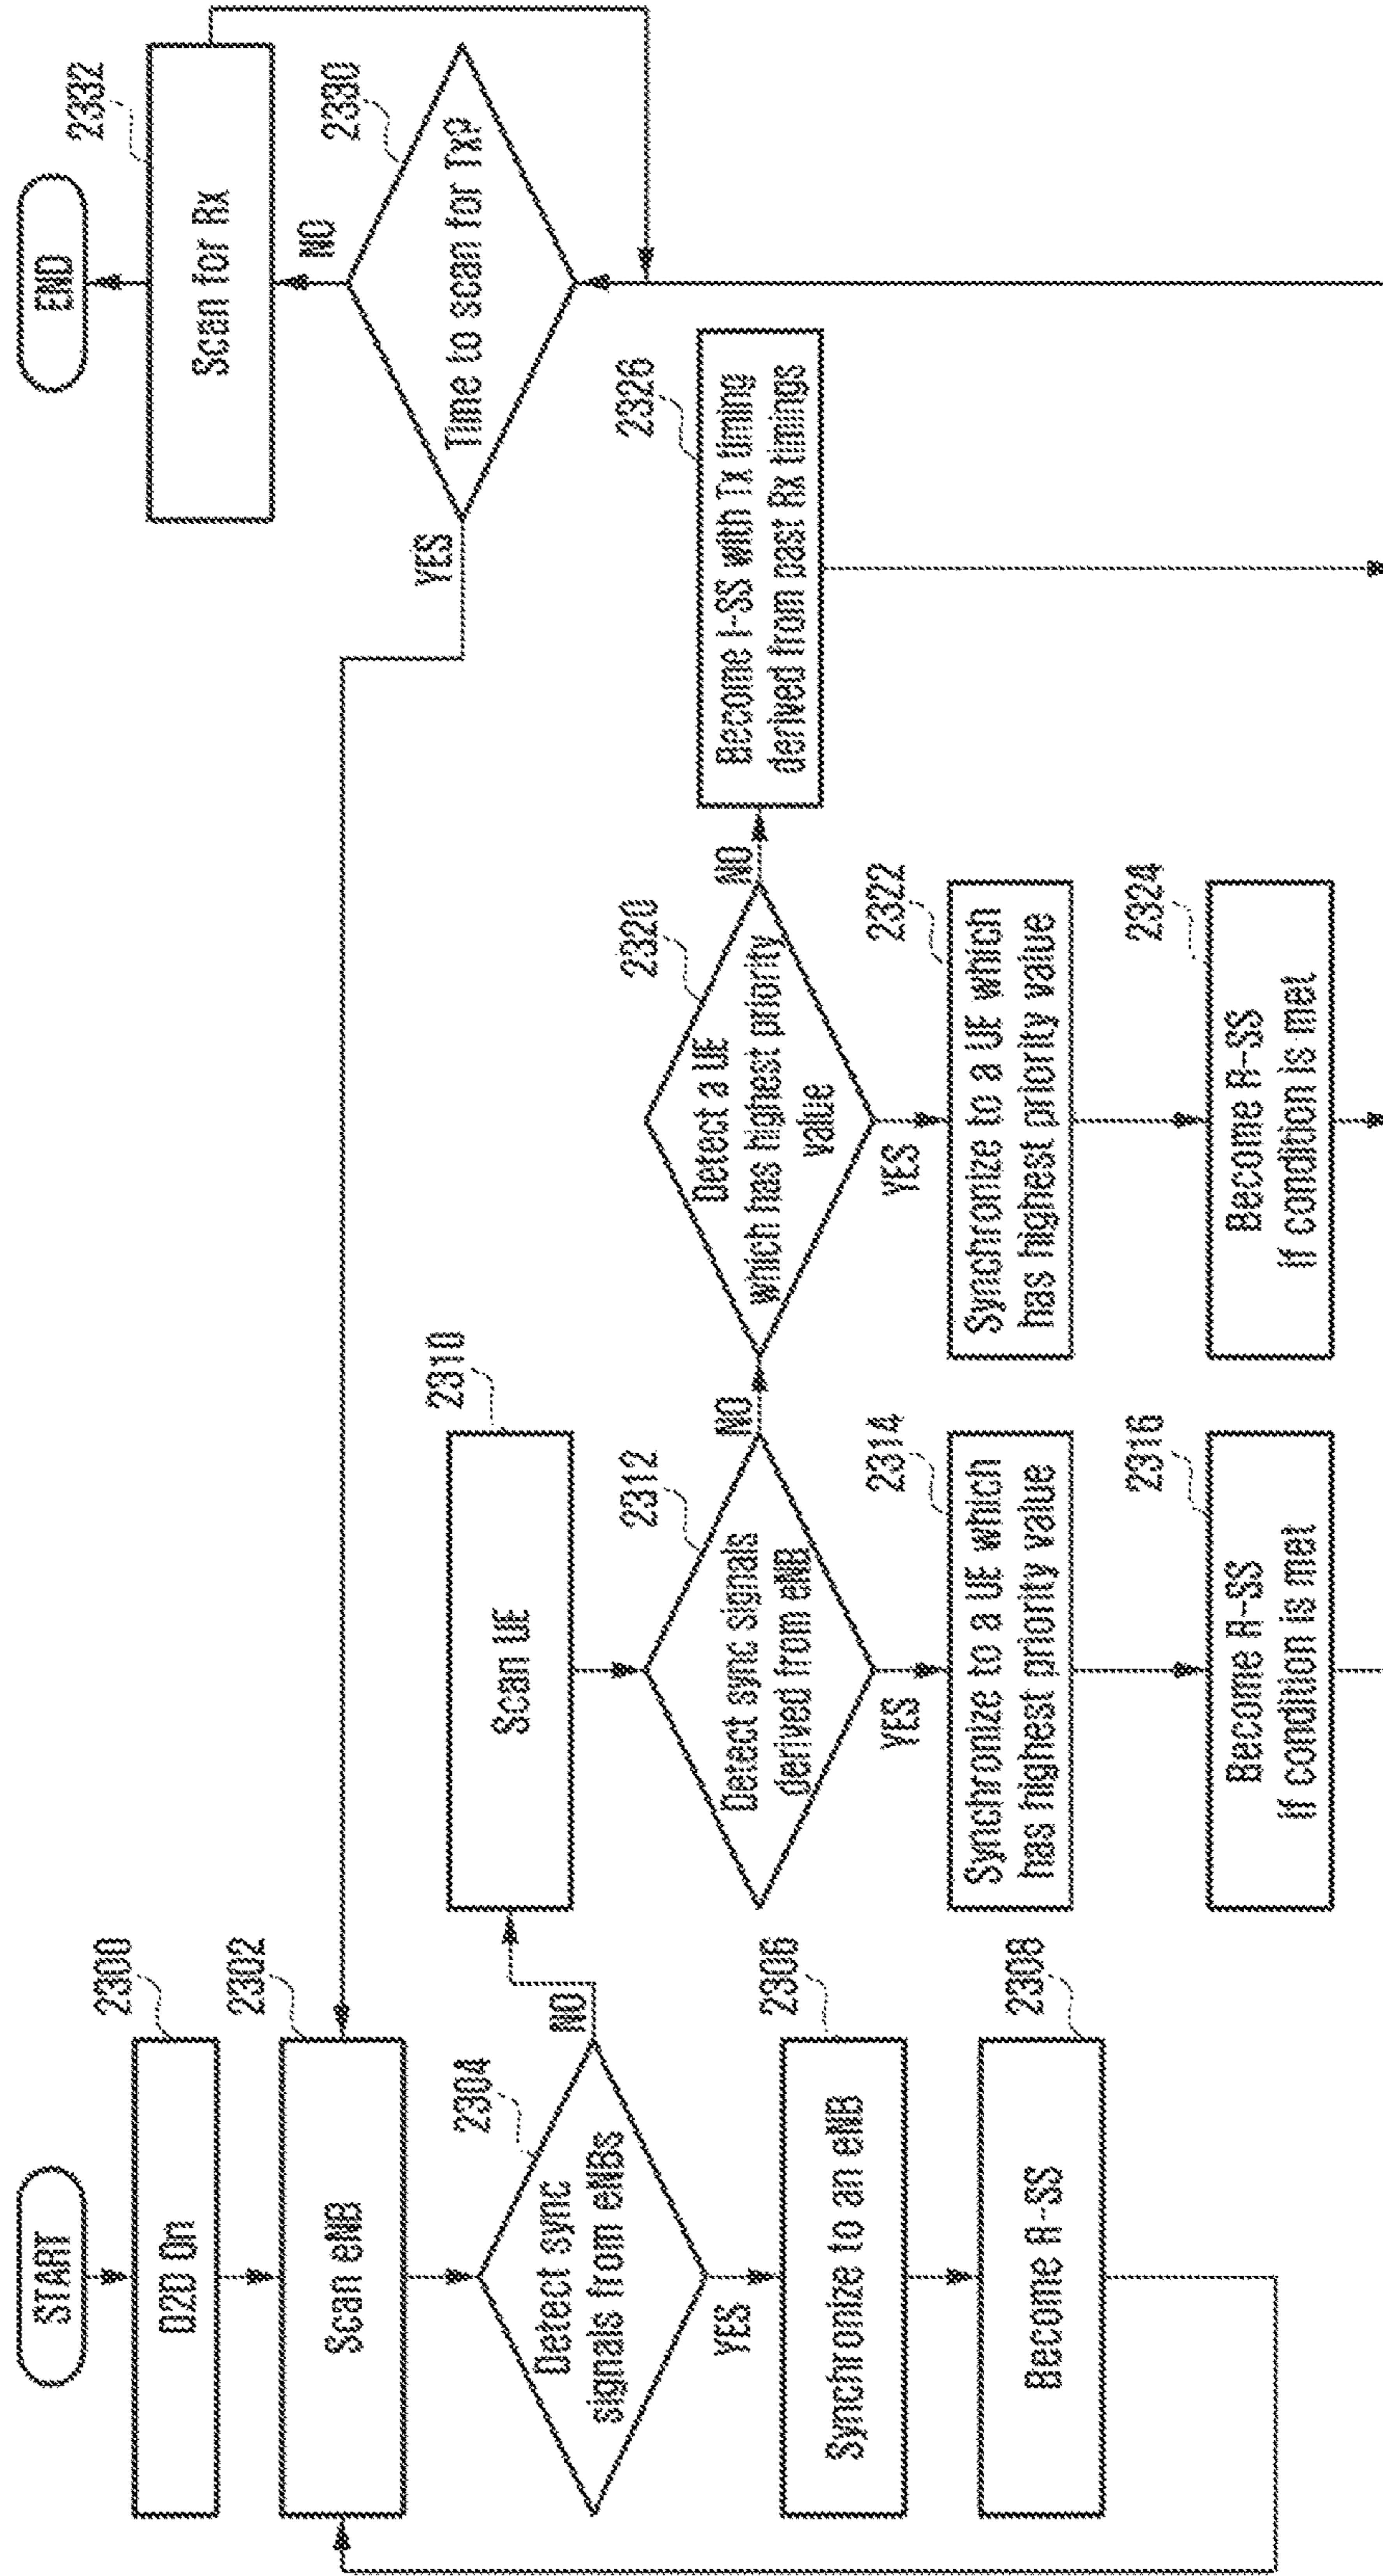 START
D2D On
2300
Scan eNB
2302
Detect sync
signals from eNBs
2304
YES
NO
Synchronize to an eNB
2306
Become R-SS
2308
Scan UE
2310
Detect sync signals
derived from eNB
2312
YES
NO
Synchronize to a UE which
has highest priority value
2314
Become R-SS
if condition is met
2316
Detect a UE
which has highest priority
value
2320
YES
NO
Synchronize to a UE which
has highest priority value
2322
Become R-SS
if condition is met
2324
Become I-SS with Tx timing
derived from past Rx timings
2326
END
Scan for Rx
2332
NO
Time to scan for Tx?
2330
YES